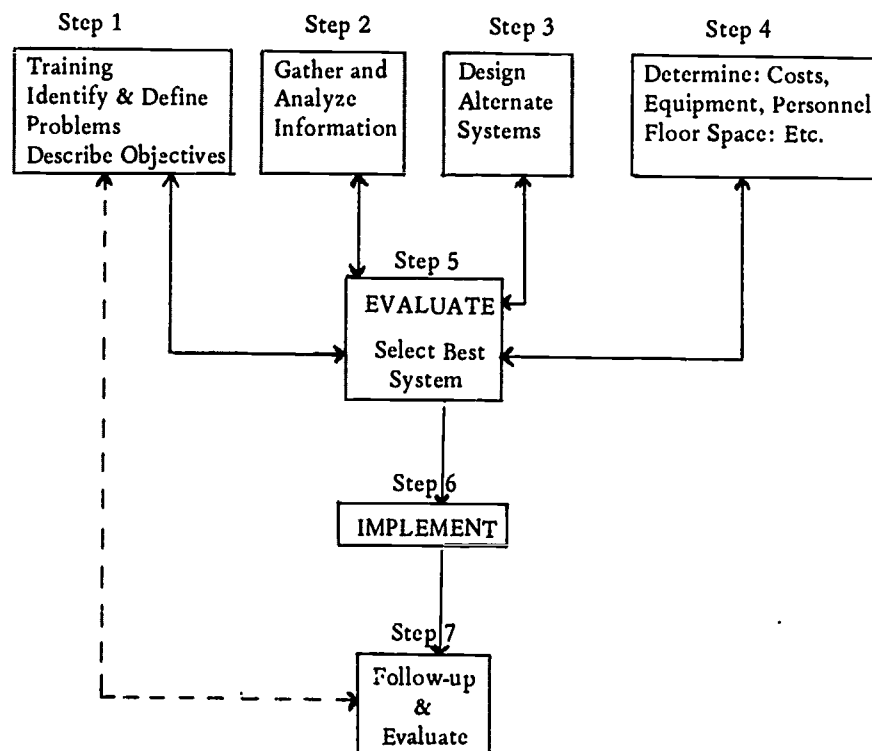 Step 1
Step 2
Step 3
Step 4
Training
Identify & Define
Problems
Describe Objectives
Gather and
Analyze
Information
Design
Alternate
Systems
Determine: Costs,
Equipment, Personnel
Floor Space: Etc.
Step 5
EVALUATE
Select Best
System
Step 6
IMPLEMENT
Step 7
Follow-up
&
Evaluate